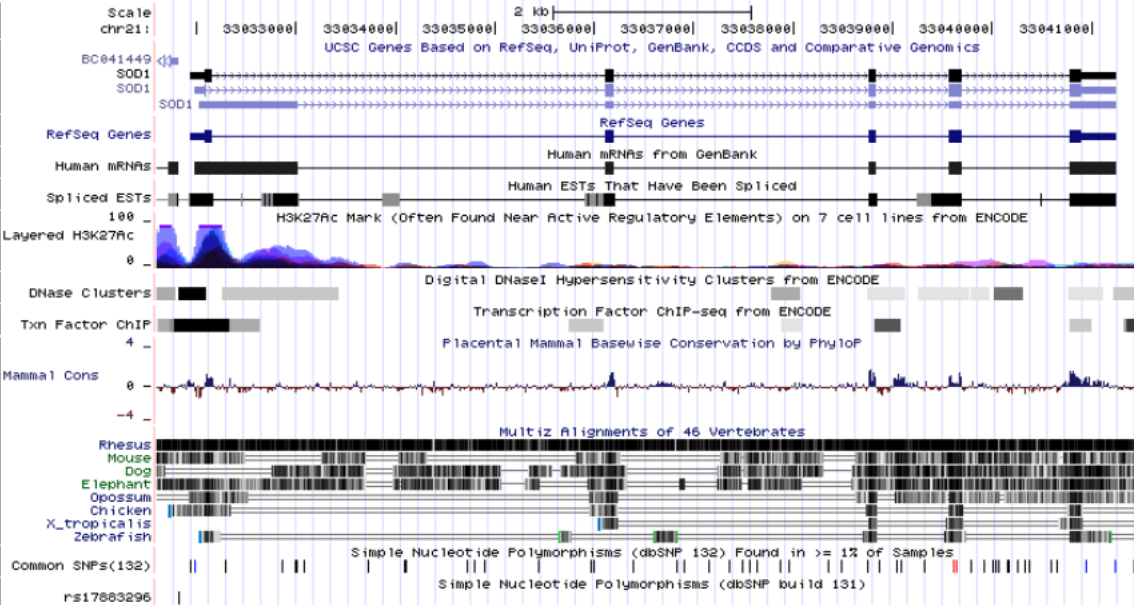 Scale 2 kb
chr21: 33033000 33034000 33035000 33036000 33037000 33038000 33039000 33040000 33041000
UCSC Genes Based on RefSeq, UniProt, GenBank, CCDS and Comparative Genomics
BC041449
SOD1
SOD1
SOD1
RefSeq Genes
RefSeq Genes
Human mRNAs from GenBank
Human mRNAs
Human ESTs That Have Been Spliced
Spliced ESTs
100 _ H3K27Ac Mark (Often Found Near Active Regulatory Elements) on 7 cell lines from ENCODE
Layered H3K27Ac
0 _
Digital DNaseI Hypersensitivity Clusters from ENCODE
DNase Clusters
Transcription Factor ChIP-seq from ENCODE
Txn Factor ChIP
4 _ Placental Mammal Basewise Conservation by PhyloP
Mammal Cons
0 –
-4 _
Multiz Alignments of 46 Vertebrates
Rhesus
Mouse
Dog
Elephant
Opossum
Chicken
X_tropicalis
Zebrafish
Simple Nucleotide Polymorphisms (dbSNP 132) Found in >= 1% of Samples
Common SNPs(132)
Simple Nucleotide Polymorphisms (dbSNP build 131)
rs17883296